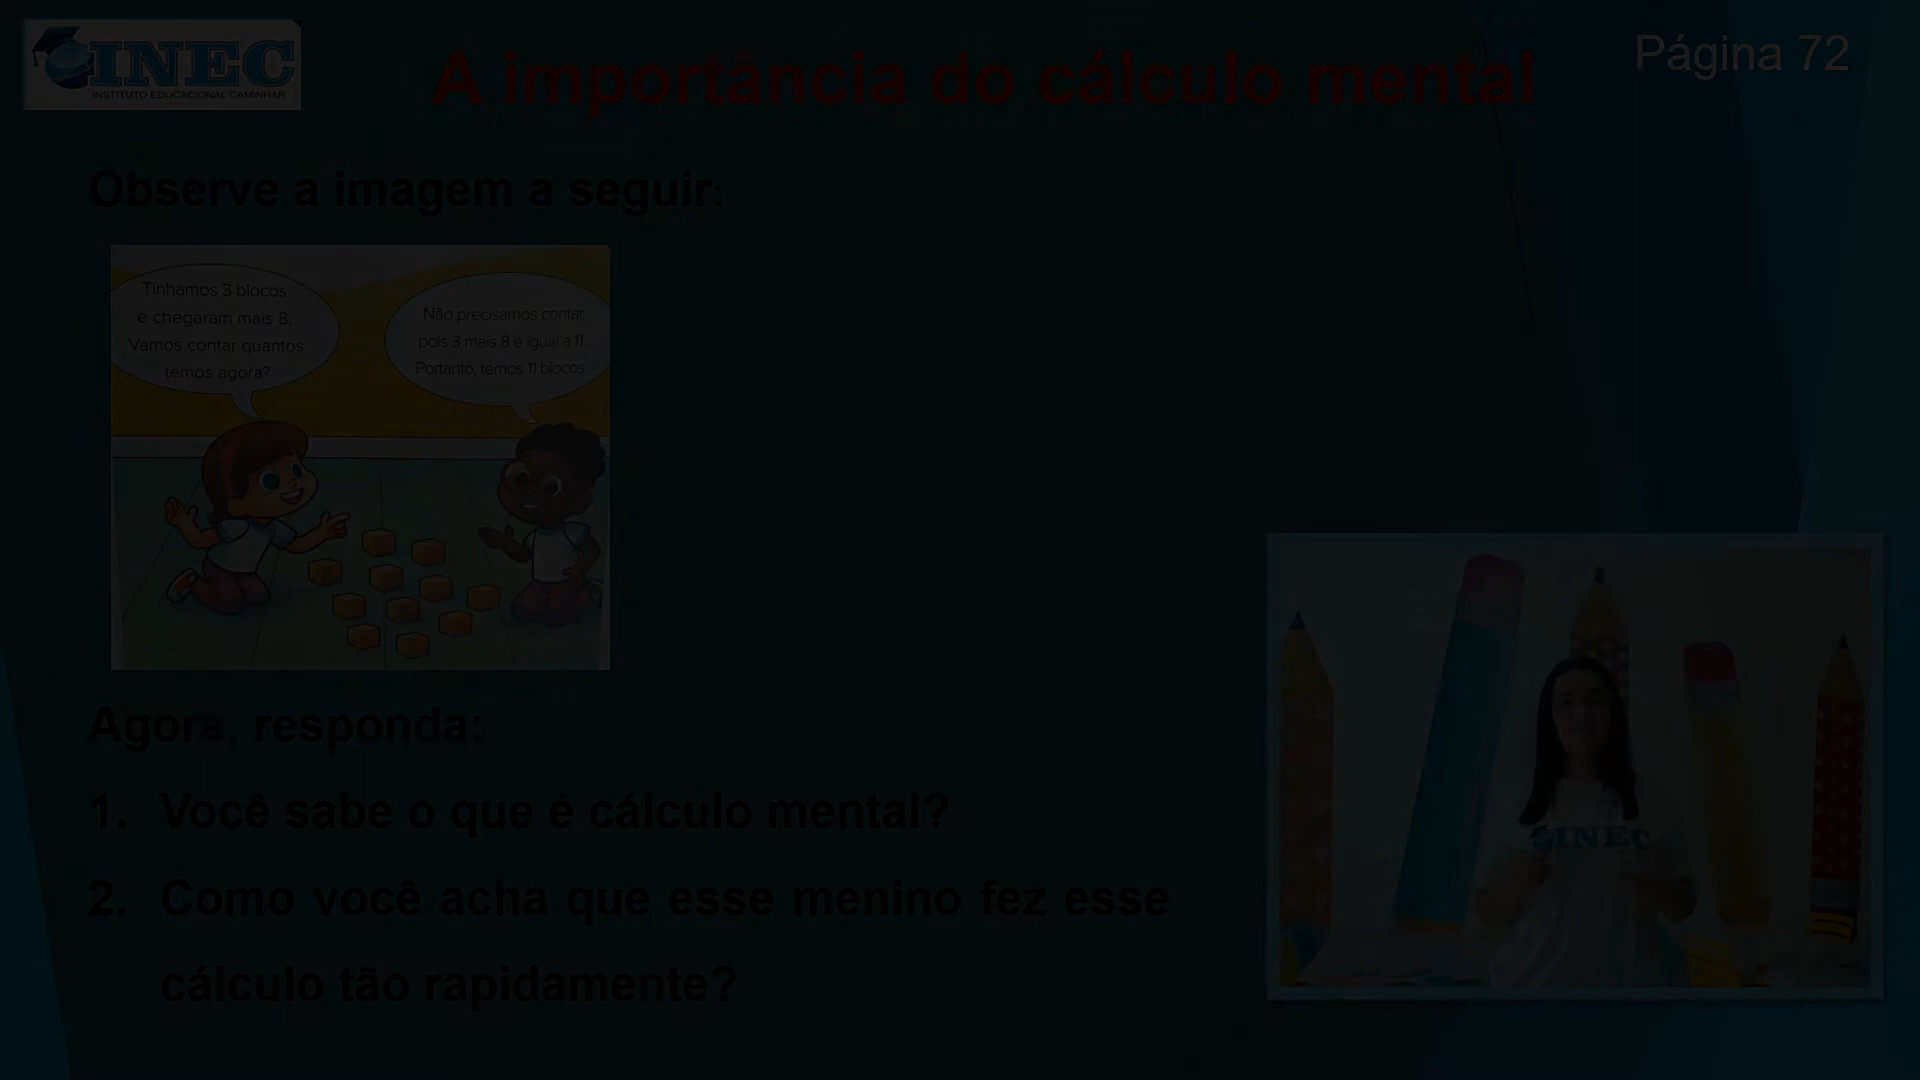 INEC
INSTITUTO EDUCACIONAL CAMINHAR
A importância do cálculo mental
Página 72
Observe a imagem a seguir:
Tínhamos 3 blocos
e chegaram mais 8.
Vamos contar quantos
temos agora?
Não precisamos contar,
pois 3 mais 8 é igual a 11.
Portanto, temos 11 blocos.
Agora, responda:
1. Você sabe o que é cálculo mental?
2. Como você acha que esse menino fez esse
cálculo tão rapidamente?
INEC